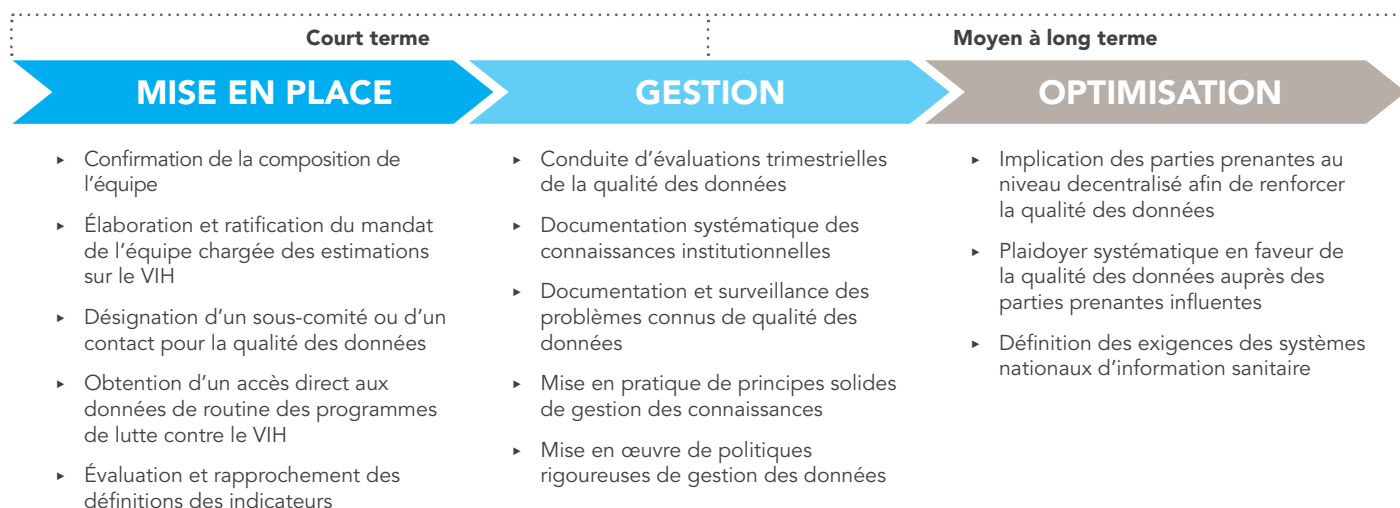 Court terme
Moyen à long terme
MISE EN PLACE
GESTION
OPTIMISATION
▸ Confirmation de la composition de
l'équipe
▸ Élaboration et ratification du mandat
de l'équipe chargée des estimations
sur le VIH
▸ Désignation d'un sous-comité ou d'un
contact pour la qualité des données
▸ Obtention d'un accès direct aux
données de routine des programmes
de lutte contre le VIH
▸ Évaluation et rapprochement des
définitions des indicateurs
▸ Conduite d'évaluations trimestrielles
de la qualité des données
▸ Documentation systématique des
connaissances institutionnelles
▸ Documentation et surveillance des
problèmes connus de qualité des
données
▸ Mise en pratique de principes solides
de gestion des connaissances
▸ Mise en œuvre de politiques
rigoureuses de gestion des données
▸ Implication des parties prenantes au
niveau decentralisé afin de renforcer
la qualité des données
▸ Plaidoyer systématique en faveur de
la qualité des données auprès des
parties prenantes influentes
▸ Définition des exigences des systèmes
nationaux d'information sanitaire